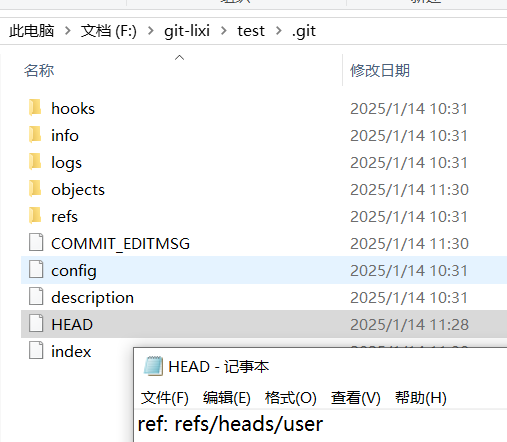 此电脑 > 文档 (F:) > git-lixi > test > .git
名称 修改日期
hooks 2025/1/14 10:31
info 2025/1/14 10:31
logs 2025/1/14 10:31
objects 2025/1/14 11:30
refs 2025/1/14 10:31
COMMIT_EDITMSG 2025/1/14 11:30
config 2025/1/14 10:31
description 2025/1/14 10:31
HEAD 2025/1/14 11:28
index
HEAD - 记事本
文件(F) 编辑(E) 格式(O) 查看(V) 帮助(H)
ref: refs/heads/user